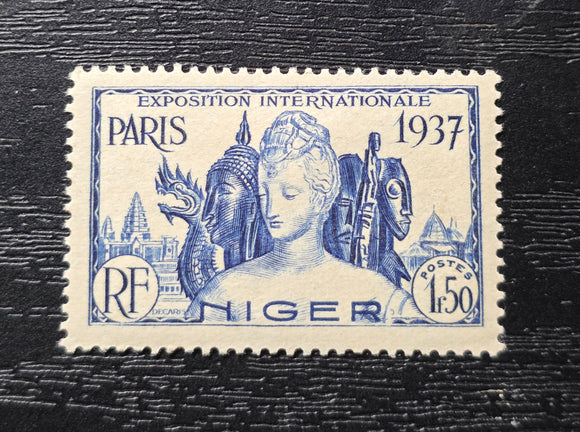 EXPOSITION INTERNATIONALE
PARIS 1937
RF
POSTES
1f50
DECARIS
NIGER